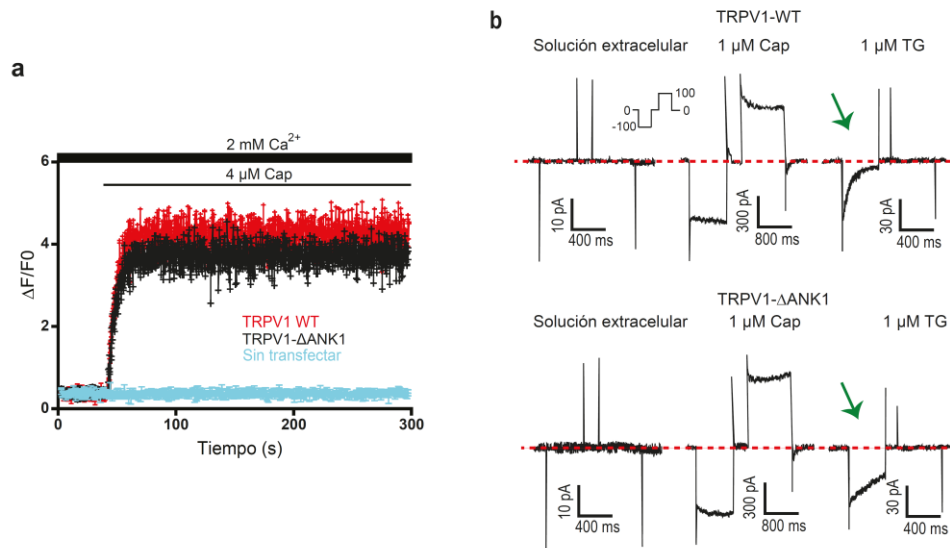 a
2 mM Ca²⁺
4 µM Cap
6
4
2
0
ΔF/F0
TRPV1 WT
TRPV1-ΔANK1
Sin transfectar
0
100
200
300
Tiempo (s)
b
TRPV1-WT
Solución extracelular
1 µM Cap
1 µM TG
100
0
0
-100
10 pA
400 ms
300 pA
800 ms
30 pA
400 ms
TRPV1-ΔANK1
Solución extracelular
1 µM Cap
1 µM TG
10 pA
400 ms
300 pA
800 ms
30 pA
400 ms